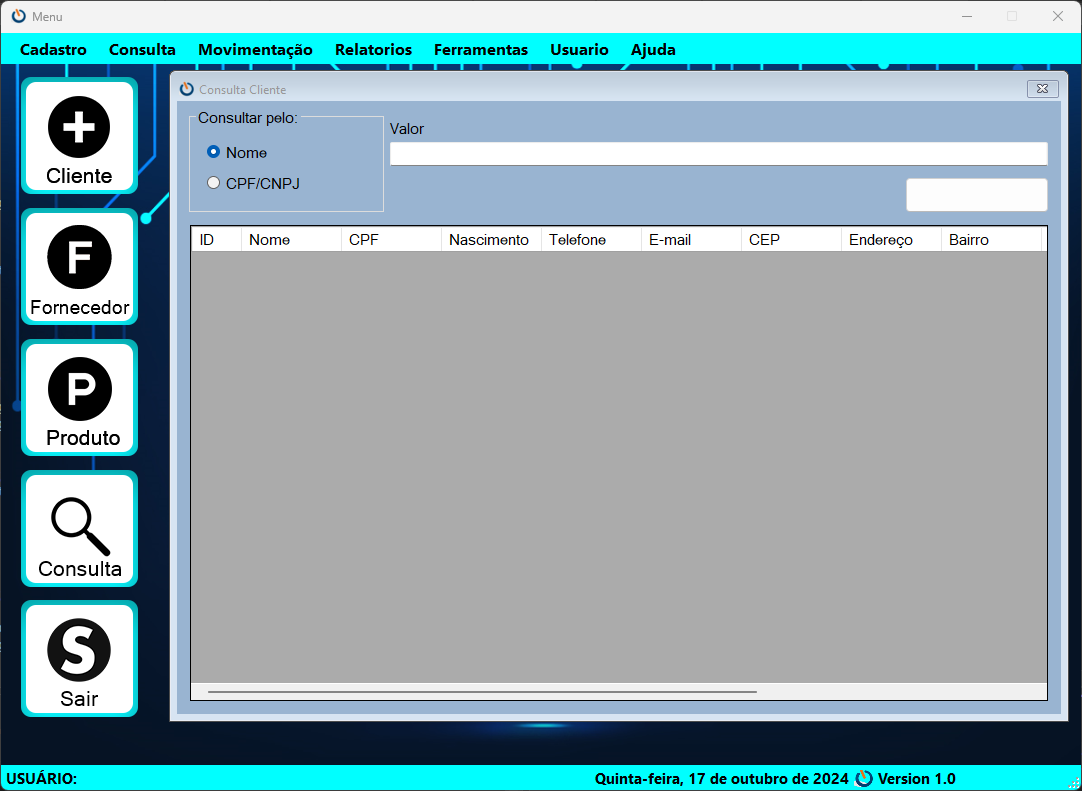 Menu
Cadastro Consulta Movimentação Relatorios Ferramentas Usuario Ajuda
Consulta Cliente
Consultar pelo:
Valor
Nome
CPF/CNPJ
ID Nome CPF Nascimento Telefone E-mail CEP Endereço Bairro
Cliente
F
Fornecedor
P
Produto
Consulta
S
Sair
USUÁRIO: Quinta-feira, 17 de outubro de 2024 Version 1.0